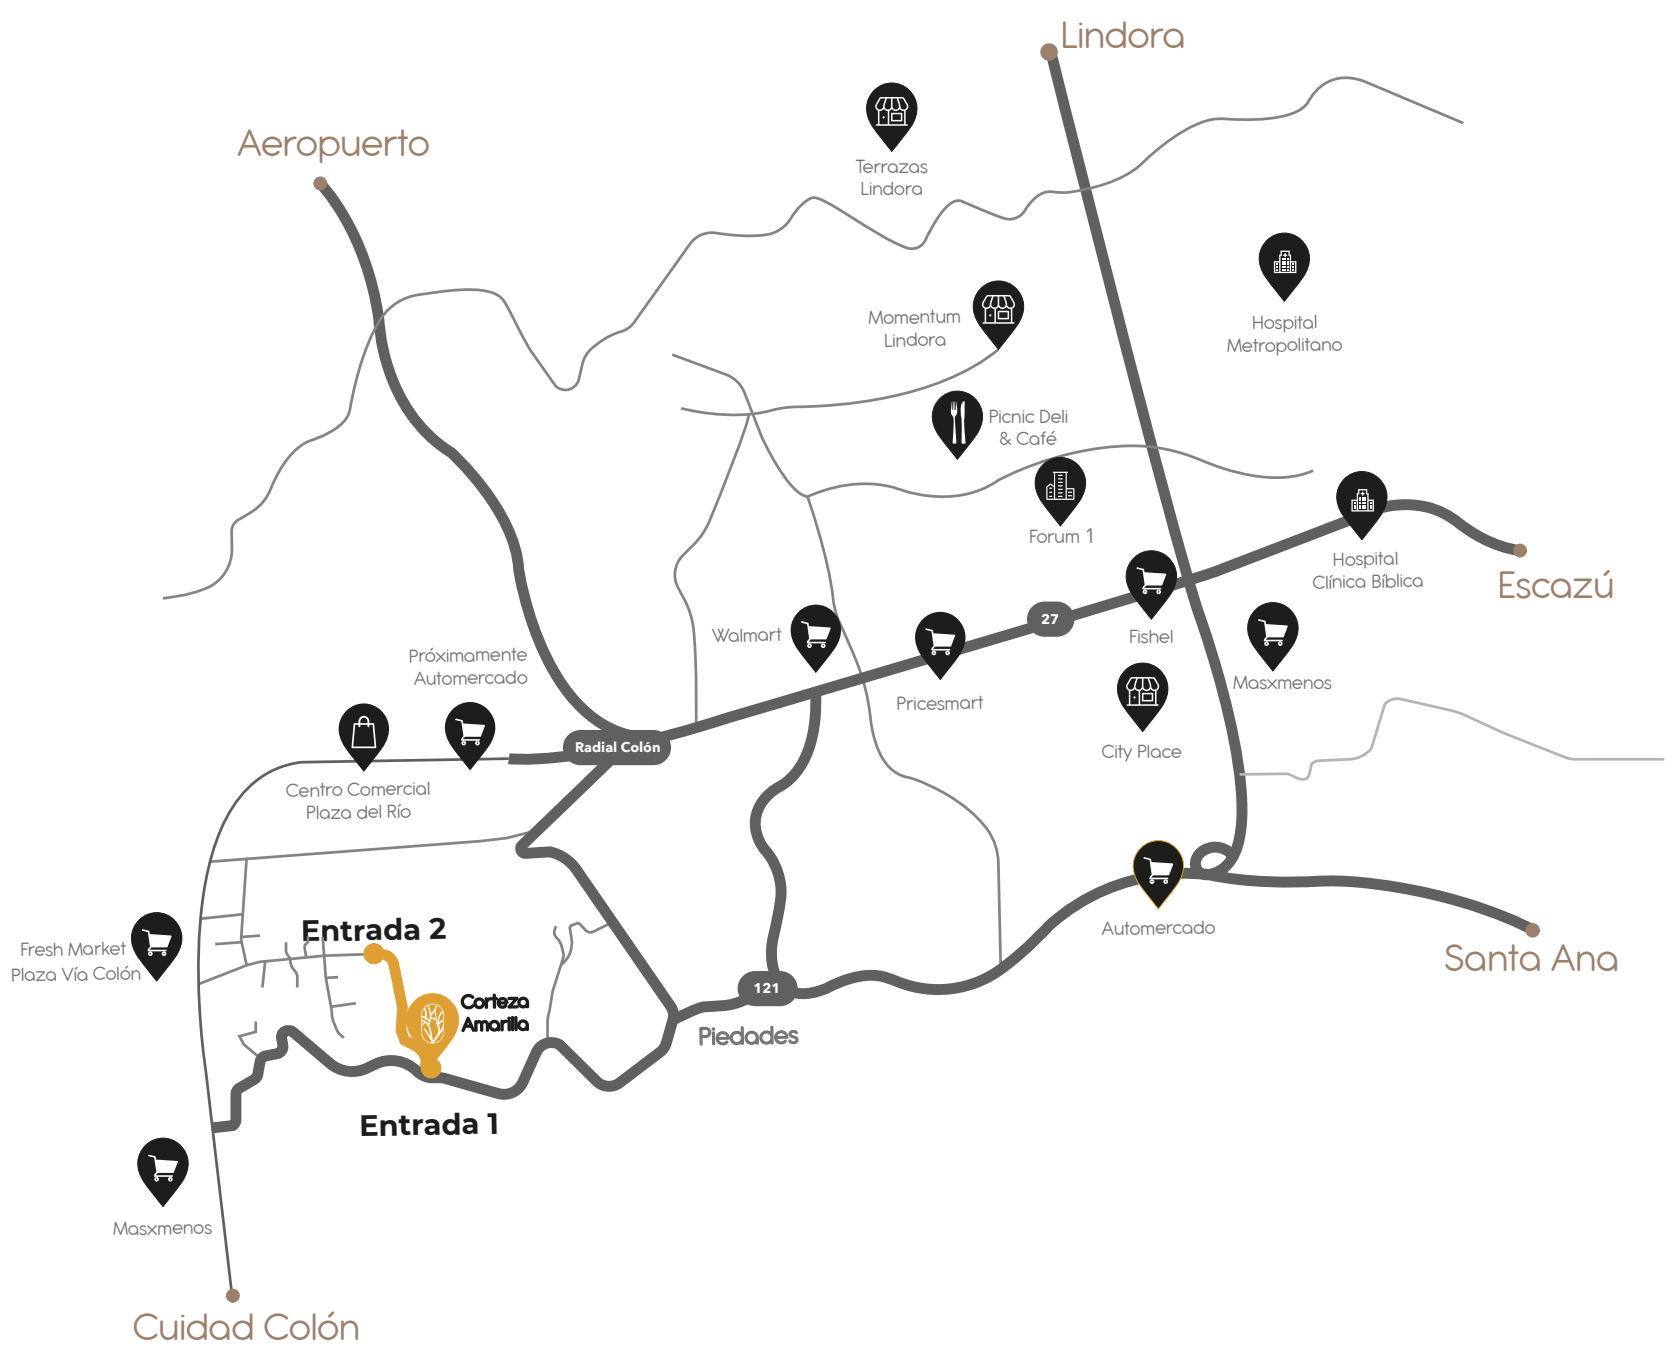 Lindora
Aeropuerto
Terrazas
Lindora
Momentum
Lindora
Hospital
Metropolitano
Picnic Deli
& Café
Forum 1
Hospital
Clínica Bíblica
Escazú
27
Fishel
Walmart
Masxmenos
Pricesmart
Próximamente
Automercado
City Place
Radial Colón
Centro Comercial
Plaza del Río
Automercado
Santa Ana
Entrada 2
Fresh Market
Plaza Vía Colón
Corteza
Amarilla
121
Piedades
Entrada 1
Masxmenos
Cuidad Colón